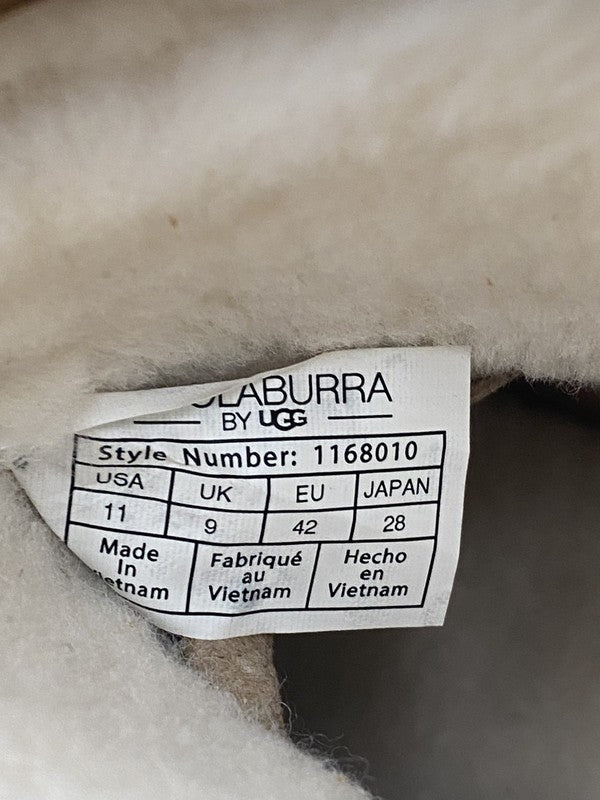 OLABURRA
BY UGG
Style Number: 1168010
USA UK EU JAPAN
11 9 42 28
Made In Vietnam
Fabriqué au Vietnam
Hecho en Vietnam